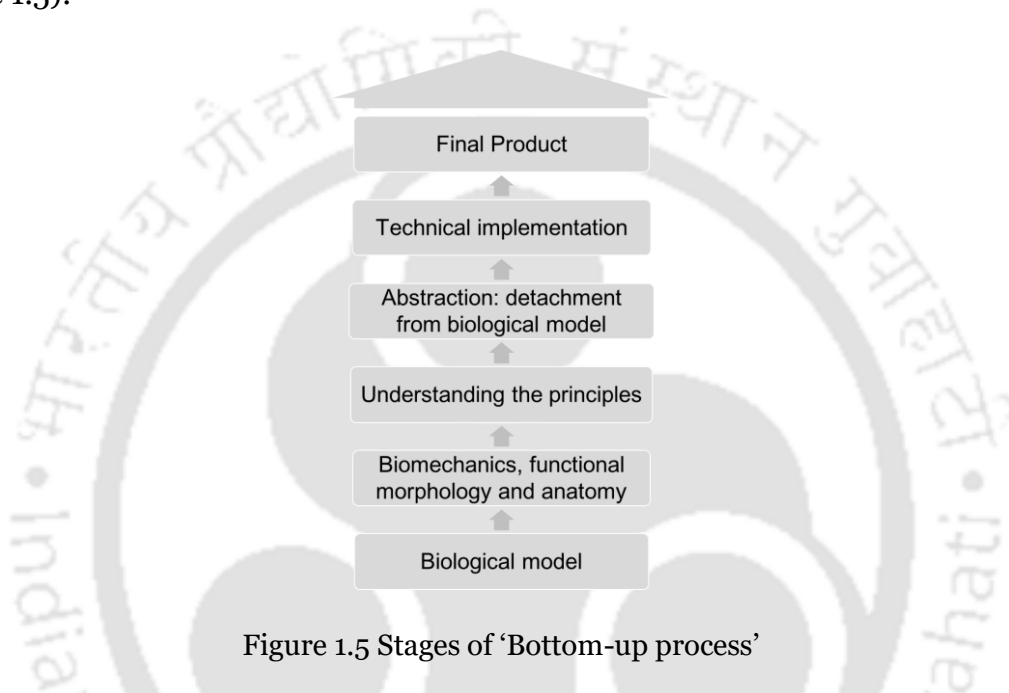 1.5).
भारतीय प्रौद्योगिकी संस्थान गुवाहाटी
Final Product
Technical implementation
Abstraction: detachment
from biological model
Understanding the principles
Biomechanics, functional
morphology and anatomy
Biological model
Figure 1.5 Stages of ‘Bottom-up process’